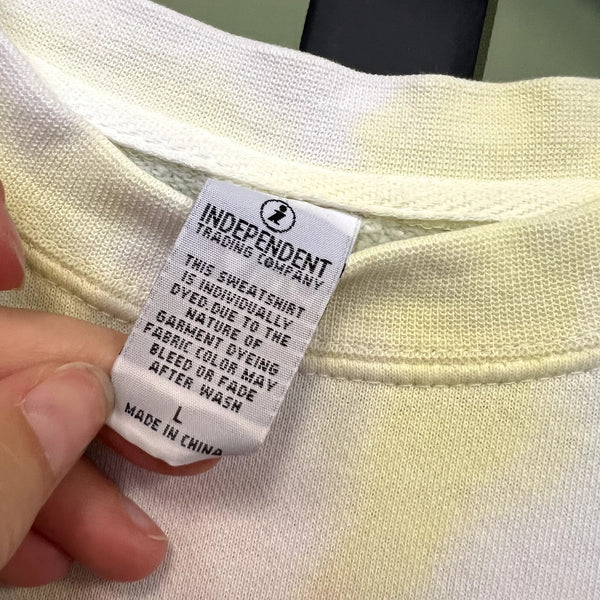 i
INDEPENDENT
TRADING COMPANY
THIS SWEATSHIRT
IS INDIVIDUALLY
DYED DUE TO THE
NATURE OF
GARMENT DYEING
FABRIC COLOR MAY
BLEED OR FADE
AFTER WASH
L
MADE IN CHINA